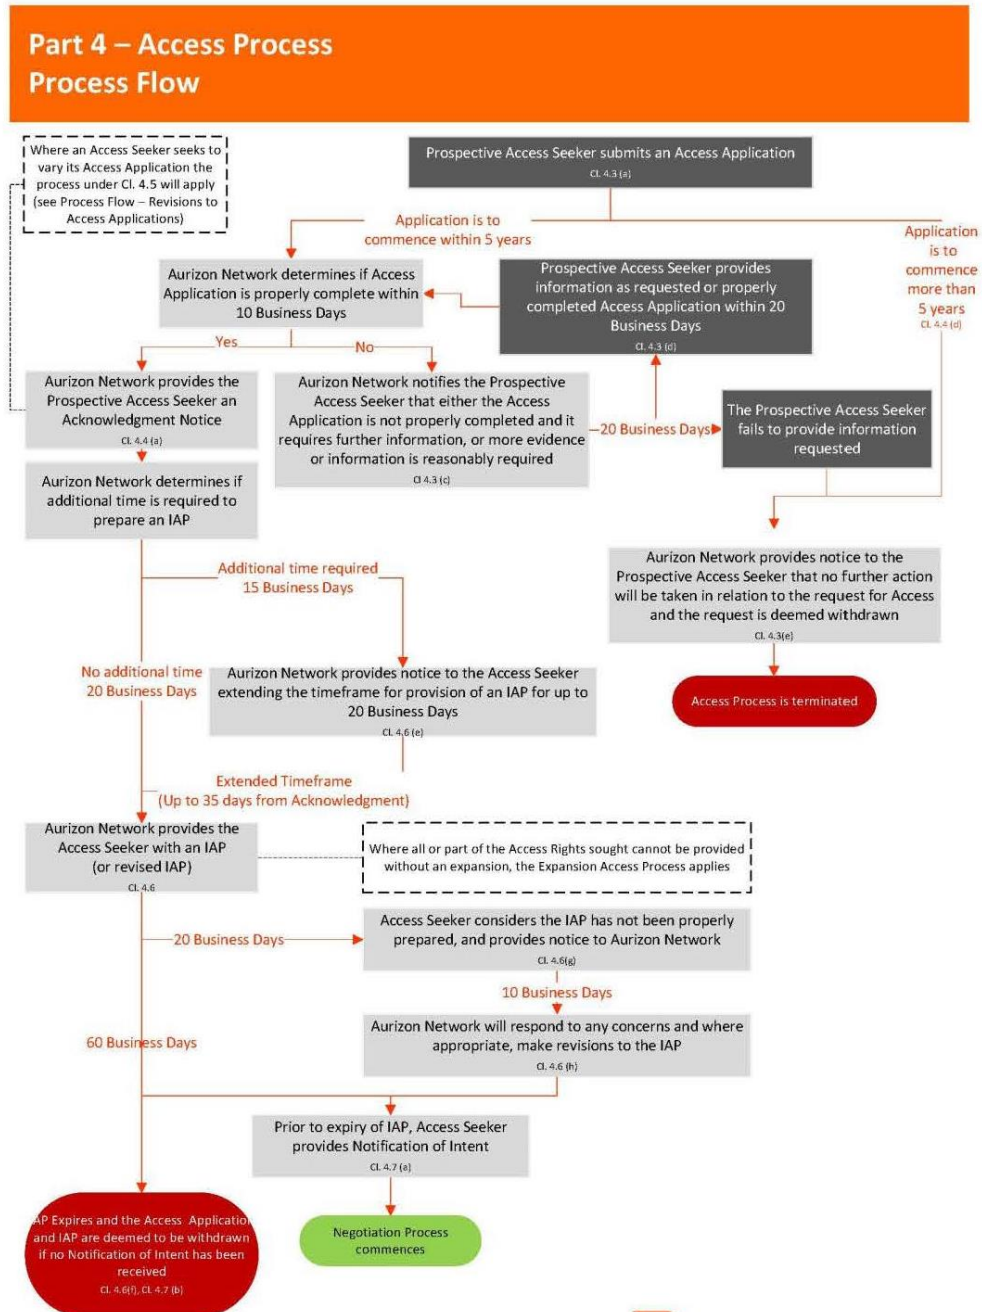 Part 4 – Access Process
Process Flow
Where an Access Seeker seeks to
vary its Access Application the
process under Cl. 4.5 will apply
(see Process Flow – Revisions to
Access Applications)
Prospective Access Seeker submits an Access Application
Cl. 4.3 (a)
Application is to
commence within 5 years
Application
is to
commence
more than
5 years
Cl. 4.4 (d)
Aurizon Network determines if Access
Application is properly complete within
10 Business Days
Prospective Access Seeker provides
information as requested or properly
completed Access Application within 20
Business Days
Cl. 4.3 (d)
Yes
No
Aurizon Network provides the
Prospective Access Seeker an
Acknowledgment Notice
Cl. 4.4 (a)
Aurizon Network notifies the Prospective
Access Seeker that either the Access
Application is not properly completed and it
requires further information, or more evidence
or information is reasonably required
Cl 4.3 (c)
20 Business Days
The Prospective Access Seeker
fails to provide information
requested
Aurizon Network determines if
additional time is required to
prepare an IAP
Aurizon Network provides notice to the
Prospective Access Seeker that no further action
will be taken in relation to the request for Access
and the request is deemed withdrawn
Cl. 4.3(e)
Additional time required
15 Business Days
No additional time
20 Business Days
Aurizon Network provides notice to the Access Seeker
extending the timeframe for provision of an IAP for up to
20 Business Days
Cl. 4.6 (e)
Access Process is terminated
Extended Timeframe
(Up to 35 days from Acknowledgment)
Aurizon Network provides the
Access Seeker with an IAP
(or revised IAP)
Cl. 4.6
Where all or part of the Access Rights sought cannot be provided
without an expansion, the Expansion Access Process applies
20 Business Days
Access Seeker considers the IAP has not been properly
prepared, and provides notice to Aurizon Network
Cl. 4.6(g)
10 Business Days
Aurizon Network will respond to any concerns and where
appropriate, make revisions to the IAP
Cl. 4.6 (h)
60 Business Days
Prior to expiry of IAP, Access Seeker
provides Notification of Intent
Cl. 4.7 (a)
AP Expires and the Access Application
and IAP are deemed to be withdrawn
if no Notification of Intent has been
received
Cl. 4.6(f), Cl. 4.7 (b)
Negotiation Process
commences